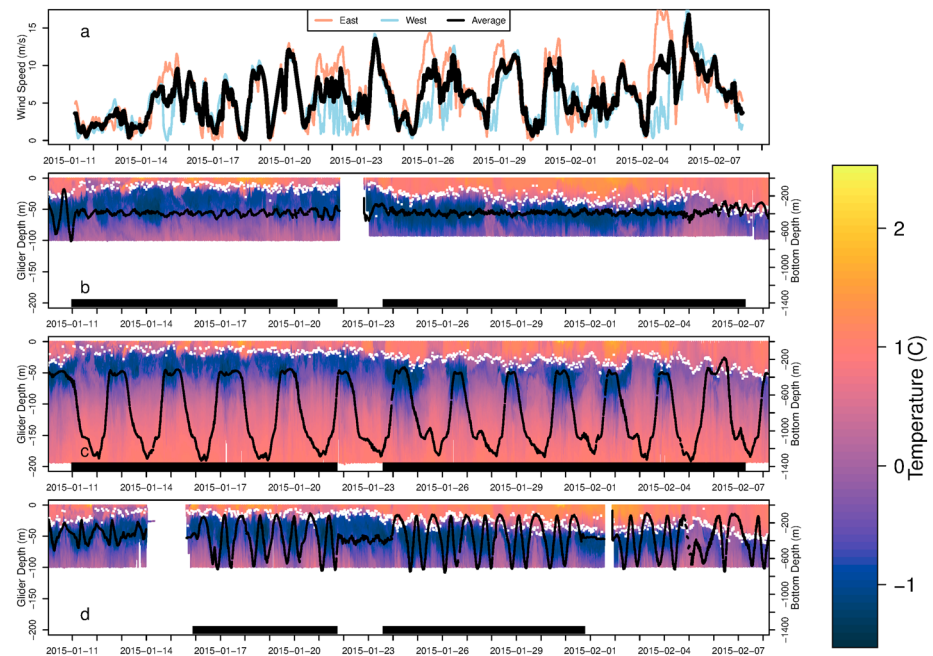 a
East West Average
Wind Speed (m/s)
15
10
5
0
2015−01−11 2015−01−14 2015−01−17 2015−01−20 2015−01−23 2015−01−26 2015−01−29 2015−02−01 2015−02−04 2015−02−07
b
Glider Depth (m)
0
−50
−100
−150
−200
Bottom Depth (m)
−200
−600
−1000
−1400
2015−01−11 2015−01−14 2015−01−17 2015−01−20 2015−01−23 2015−01−26 2015−01−29 2015−02−01 2015−02−04 2015−02−07
c
Glider Depth (m)
0
−50
−100
−150
−200
Bottom Depth (m)
−200
−600
−1000
−1400
2015−01−11 2015−01−14 2015−01−17 2015−01−20 2015−01−23 2015−01−26 2015−01−29 2015−02−01 2015−02−04 2015−02−07
d
Glider Depth (m)
0
−50
−100
−150
−200
Bottom Depth (m)
−200
−600
−1000
−1400
2015−01−11 2015−01−14 2015−01−17 2015−01−20 2015−01−23 2015−01−26 2015−01−29 2015−02−01 2015−02−04 2015−02−07
Temperature (C)
2
1
0
−1